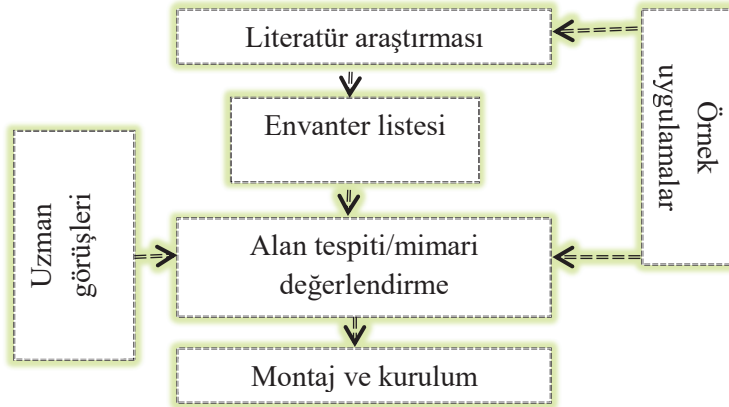 Literatür araştırması
Örnek
uygulamalar
Envanter listesi
Uzman
görüşleri
Alan tespiti/mimari
değerlendirme
Montaj ve kurulum